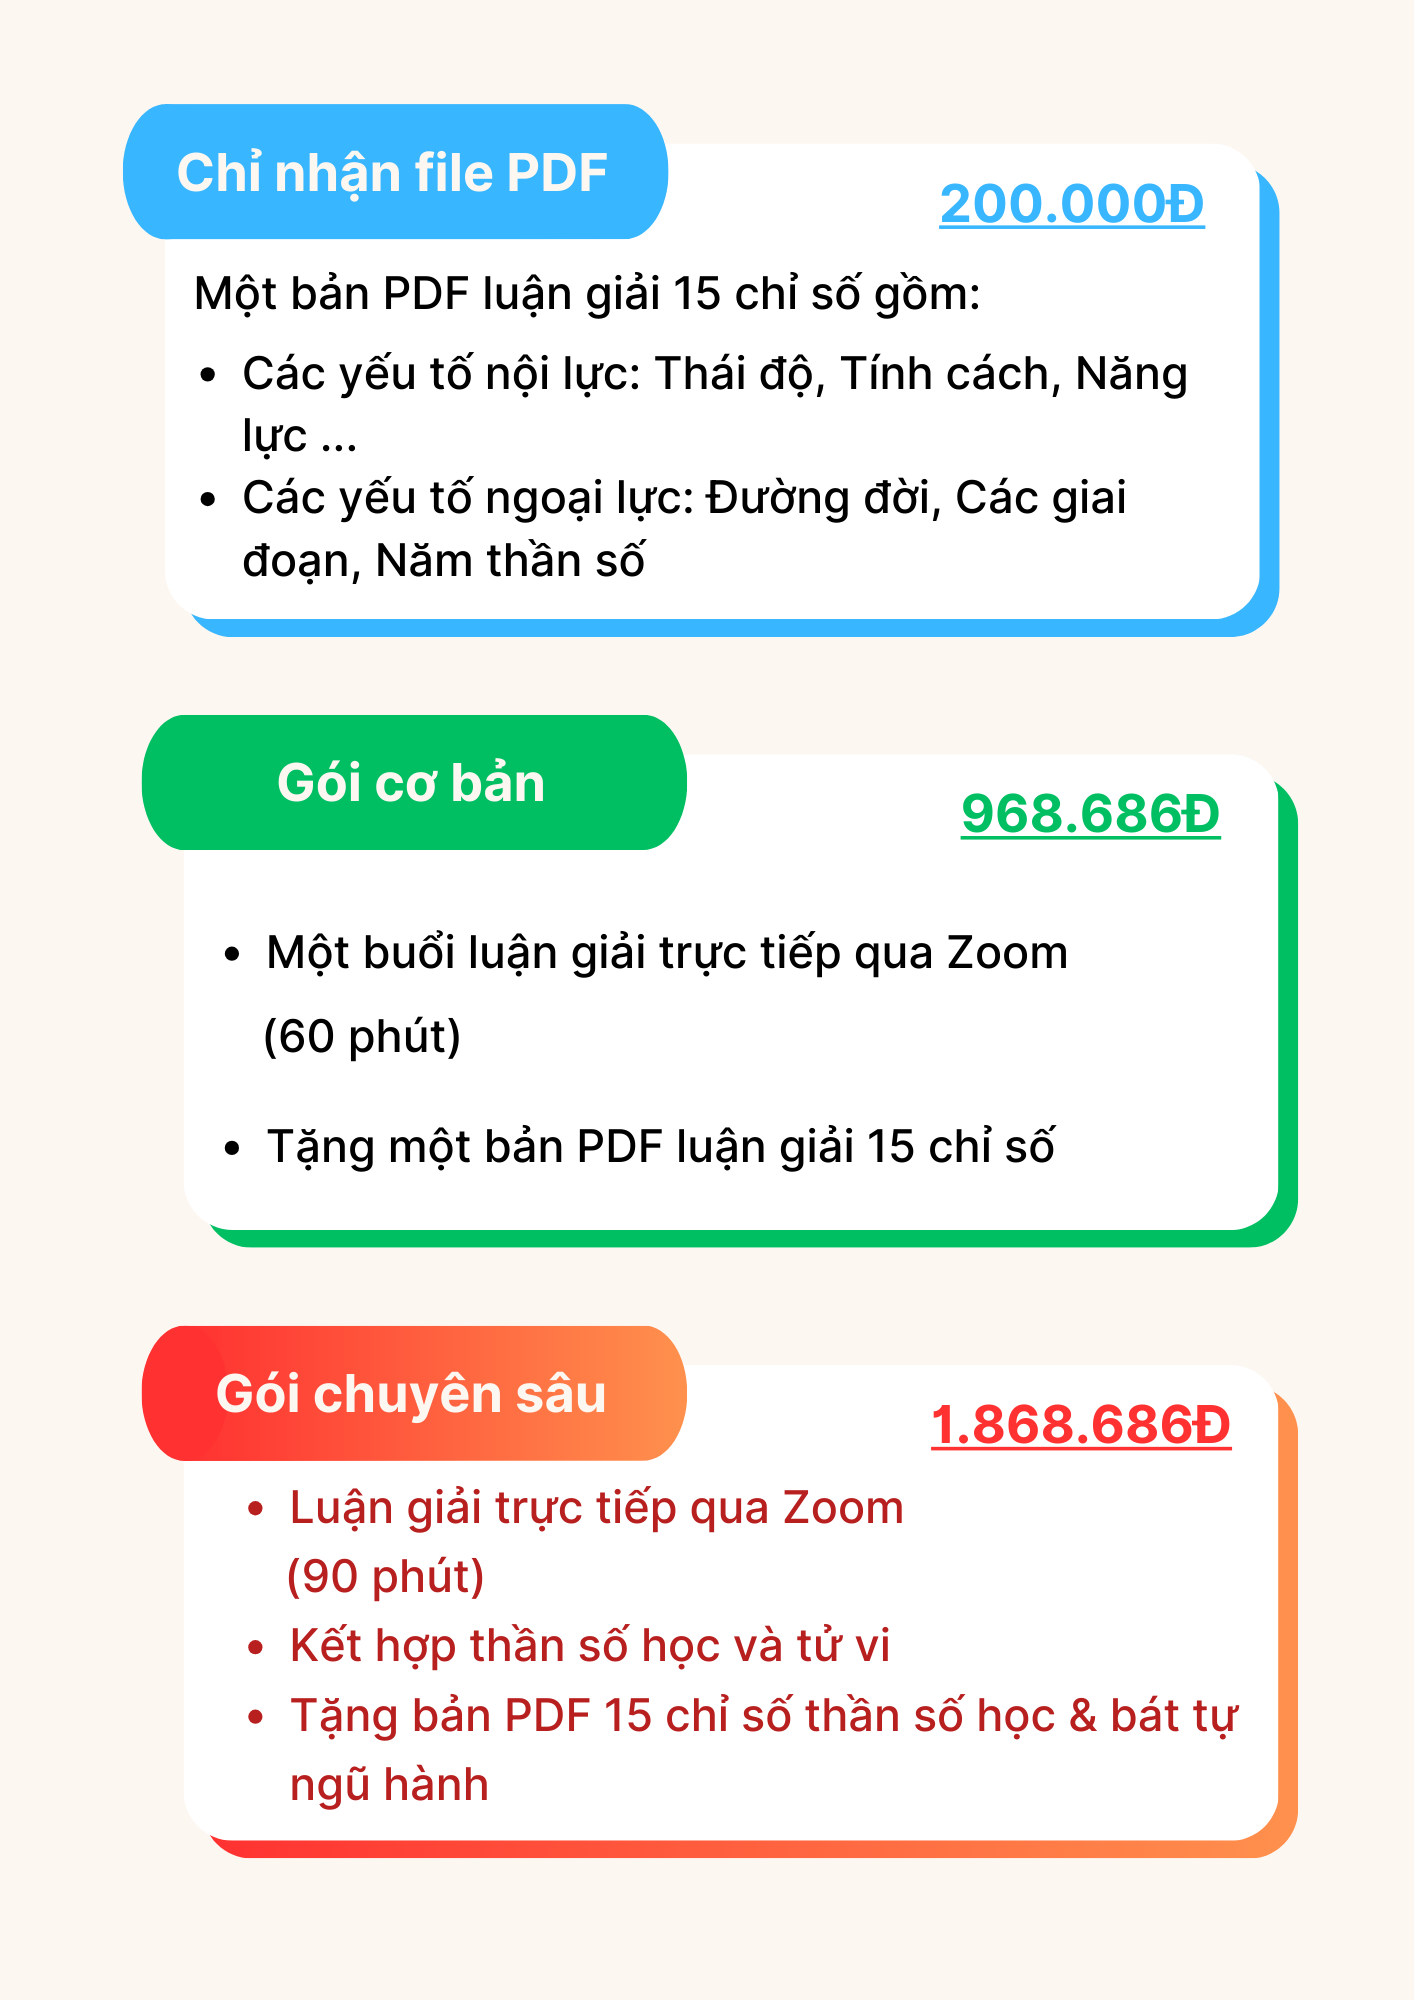 Chỉ nhận file PDF
200.000Đ
Một bản PDF luận giải 15 chỉ số gồm:
• Các yếu tố nội lực: Thái độ, Tính cách, Năng
lực ...
• Các yếu tố ngoại lực: Đường đời, Các giai
đoạn, Năm thần số
Gói cơ bản
968.686Đ
• Một buổi luận giải trực tiếp qua Zoom
(60 phút)
• Tặng một bản PDF luận giải 15 chỉ số
Gói chuyên sâu
1.868.686Đ
• Luận giải trực tiếp qua Zoom
(90 phút)
• Kết hợp thần số học và tử vi
• Tặng bản PDF 15 chỉ số thần số học & bát tự
ngũ hành